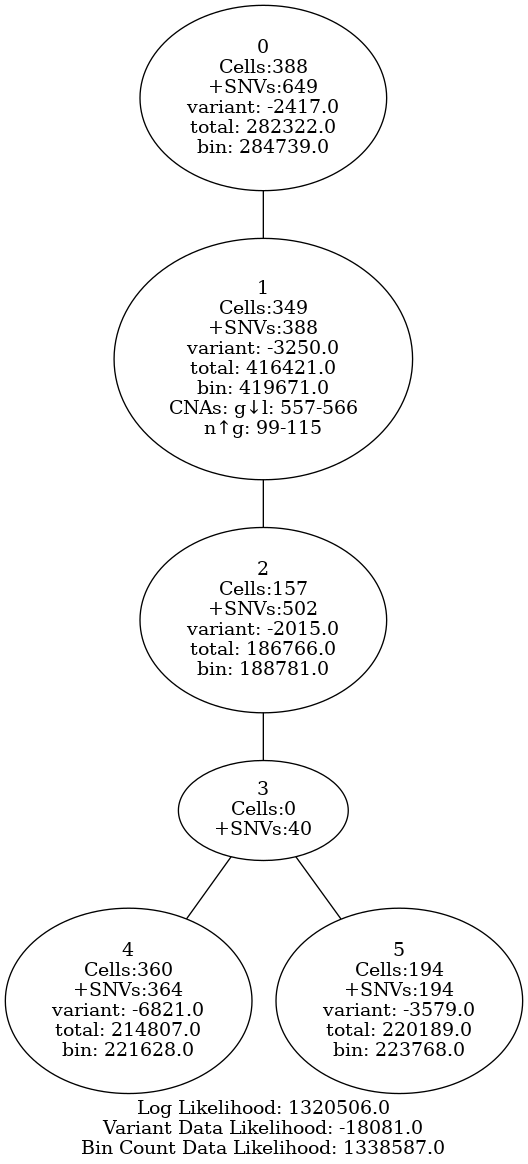 0
Cells:388
+SNVs:649
variant: -2417.0
total: 282322.0
bin: 284739.0
1
Cells:349
+SNVs:388
variant: -3250.0
total: 416421.0
bin: 419671.0
CNAs: g↓l: 557-566
n↑g: 99-115
2
Cells:157
+SNVs:502
variant: -2015.0
total: 186766.0
bin: 188781.0
3
Cells:0
+SNVs:40
4
Cells:360
+SNVs:364
variant: -6821.0
total: 214807.0
bin: 221628.0
5
Cells:194
+SNVs:194
variant: -3579.0
total: 220189.0
bin: 223768.0
Log Likelihood: 1320506.0
Variant Data Likelihood: -18081.0
Bin Count Data Likelihood: 1338587.0